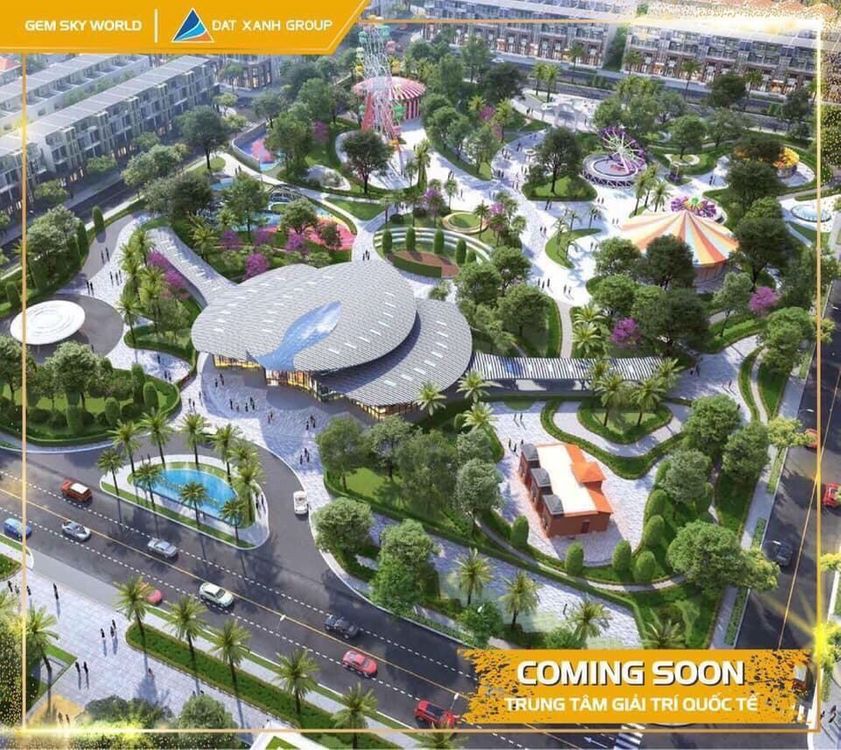 GEM SKY WORLD
DAT XANH GROUP
COMING SOON
TRUNG TÂM GIẢI TRÍ QUỐC TẾ